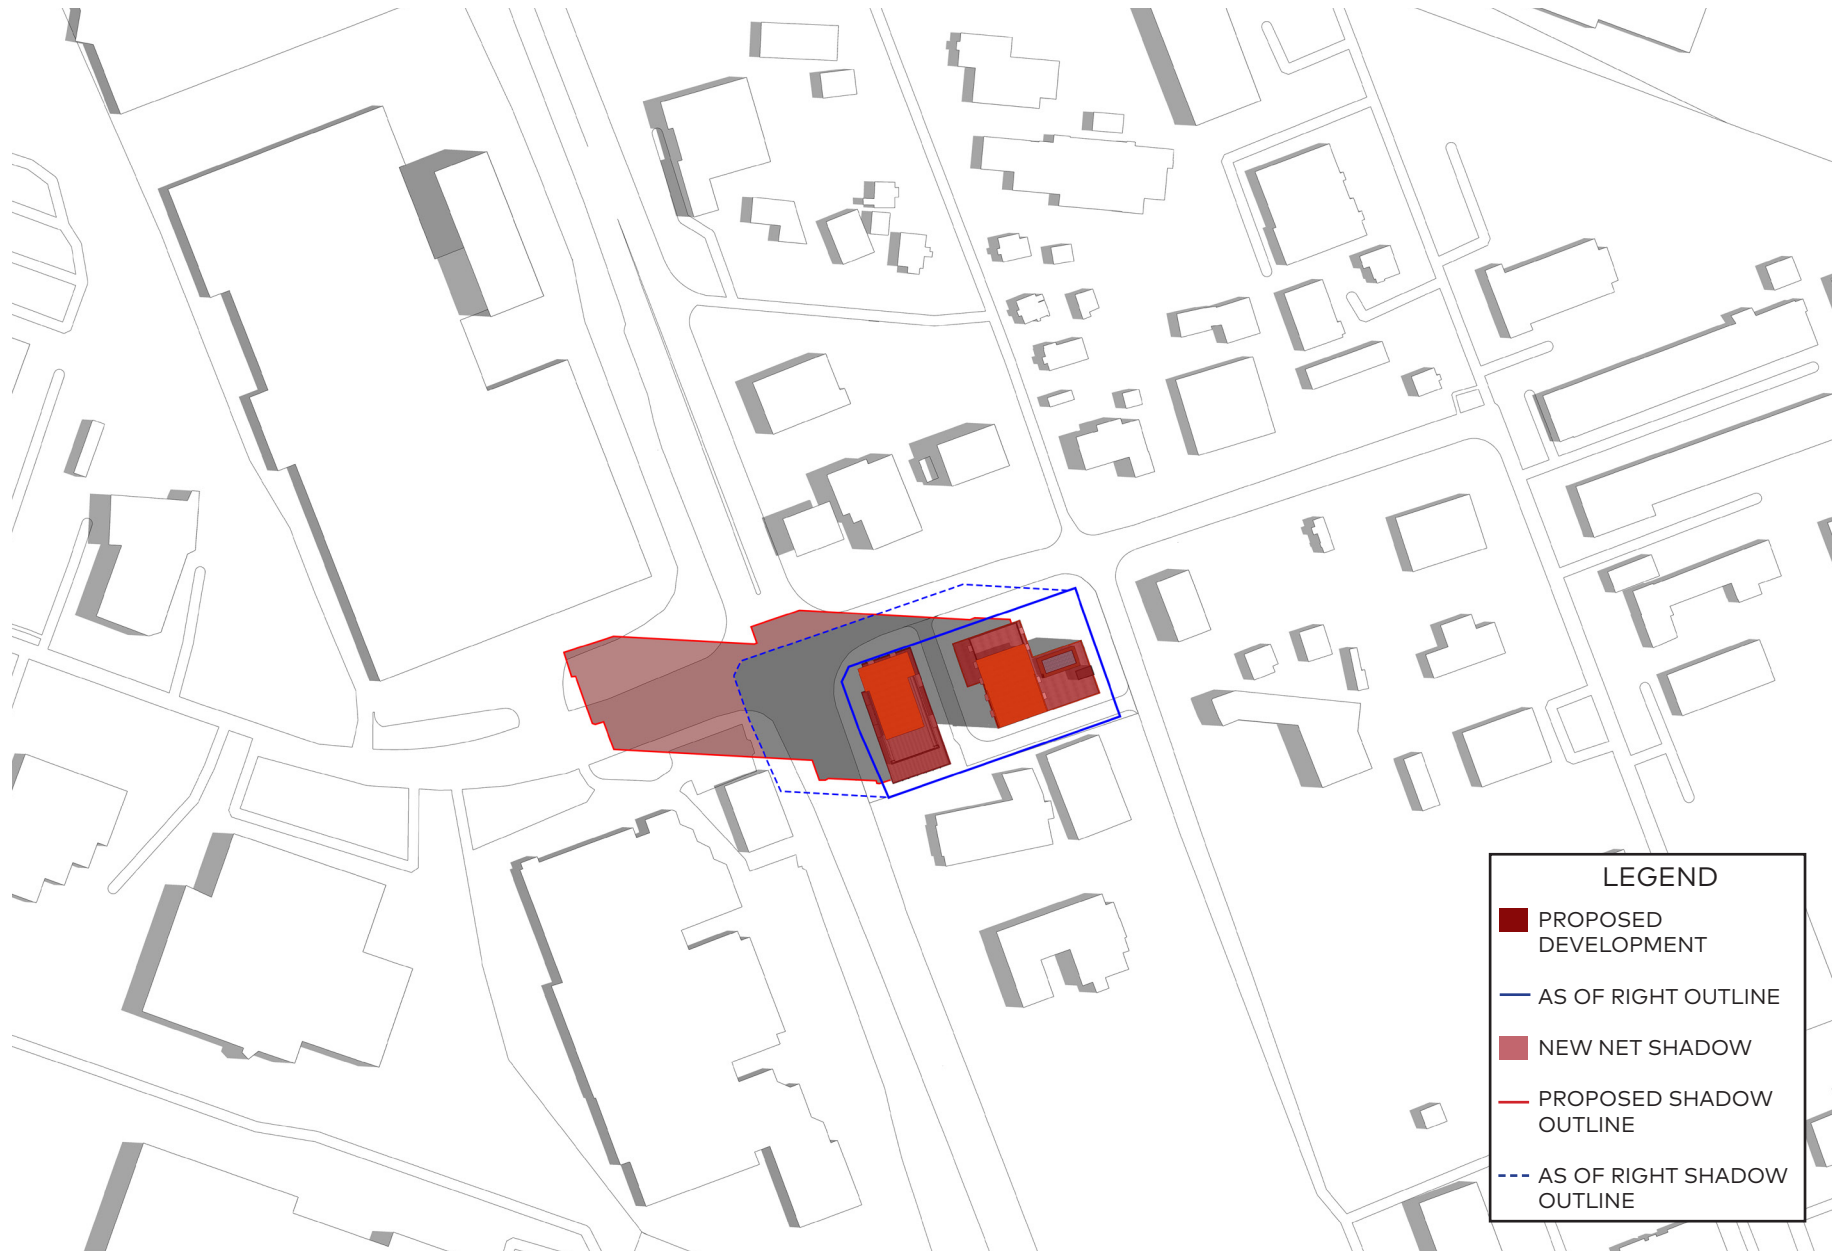 LEGEND
PROPOSED
DEVELOPMENT
AS OF RIGHT OUTLINE
NEW NET SHADOW
PROPOSED SHADOW
OUTLINE
AS OF RIGHT SHADOW
OUTLINE